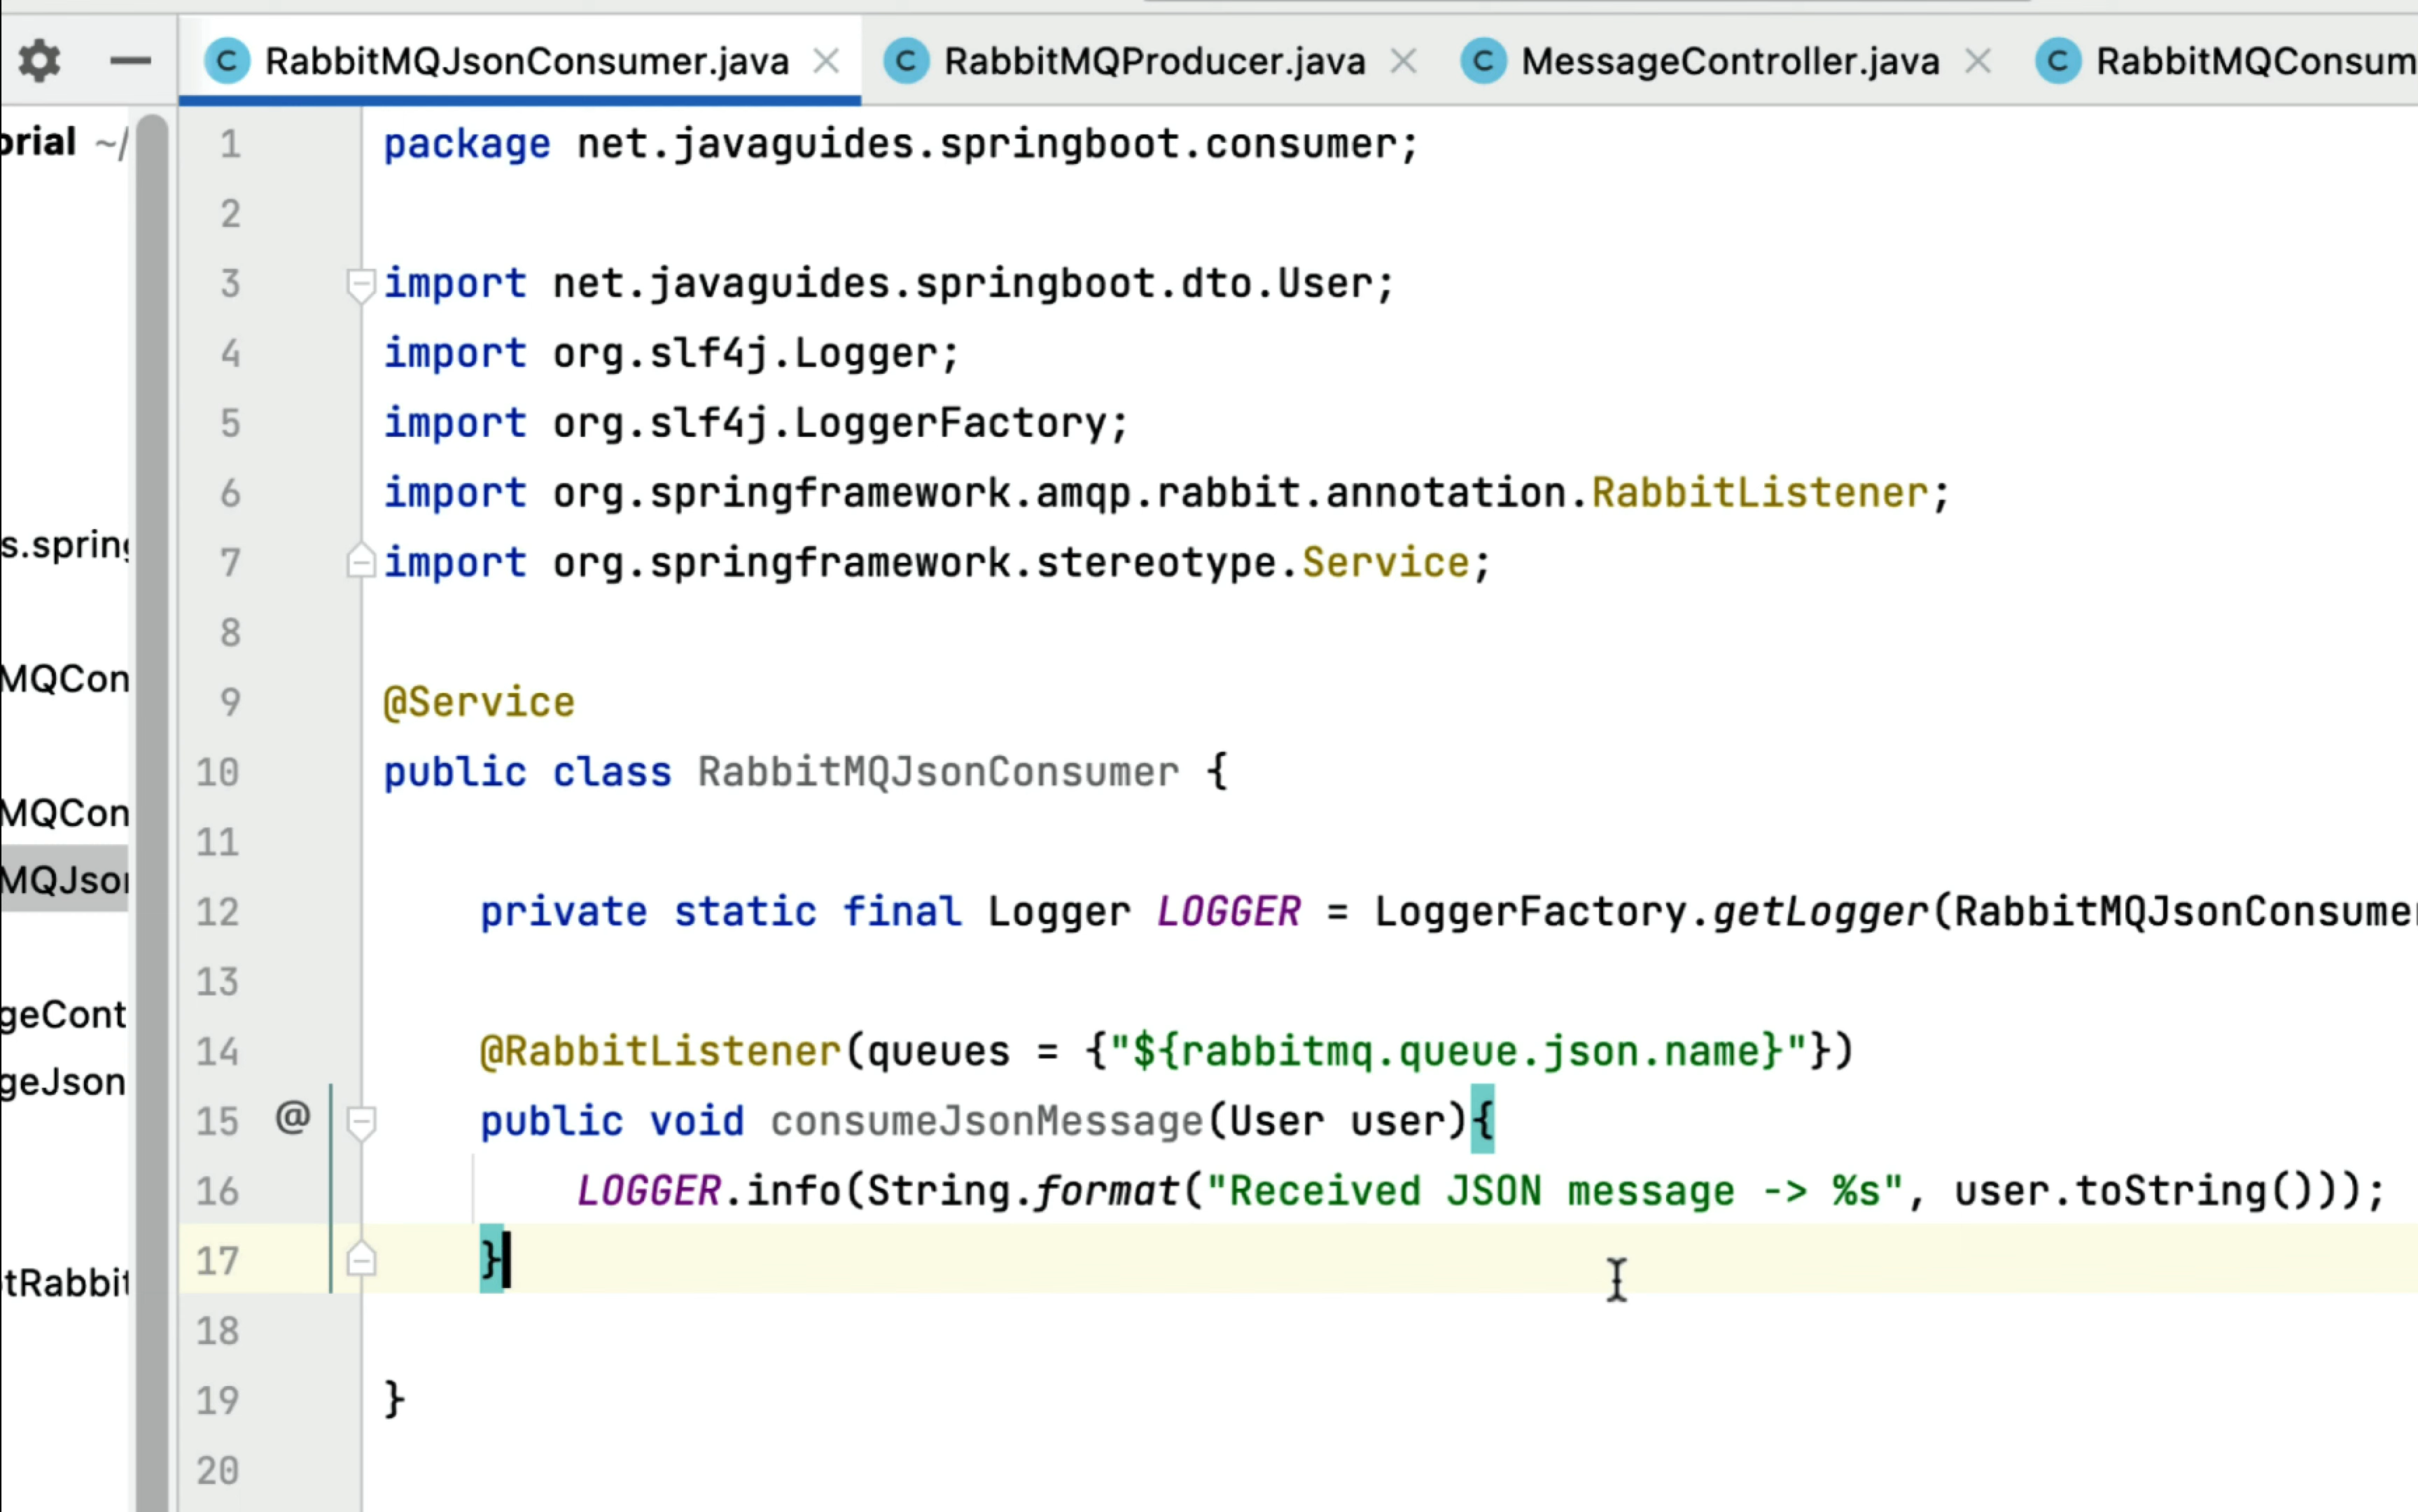 RabbitMQJsonConsumer.java RabbitMQProducer.java MessageController.java RabbitMQConsum
orial ~/
1 package net.javaguides.springboot.consumer;
2
3 import net.javaguides.springboot.dto.User;
4 import org.slf4j.Logger;
5 import org.slf4j.LoggerFactory;
6 import org.springframework.amqp.rabbit.annotation.RabbitListener;
s.spring
7 import org.springframework.stereotype.Service;
8
MQCon
9 @Service
10 public class RabbitMQJsonConsumer {
MQCon
11
MQJson
12 private static final Logger LOGGER = LoggerFactory.getLogger(RabbitMQJsonConsumer
13
geCont
14 @RabbitListener(queues = {"${rabbitmq.queue.json.name}"})
geJson
15 @ public void consumeJsonMessage(User user){
16 LOGGER.info(String.format("Received JSON message -> %s", user.toString()));
17 }
tRabbit
18
19 }
20